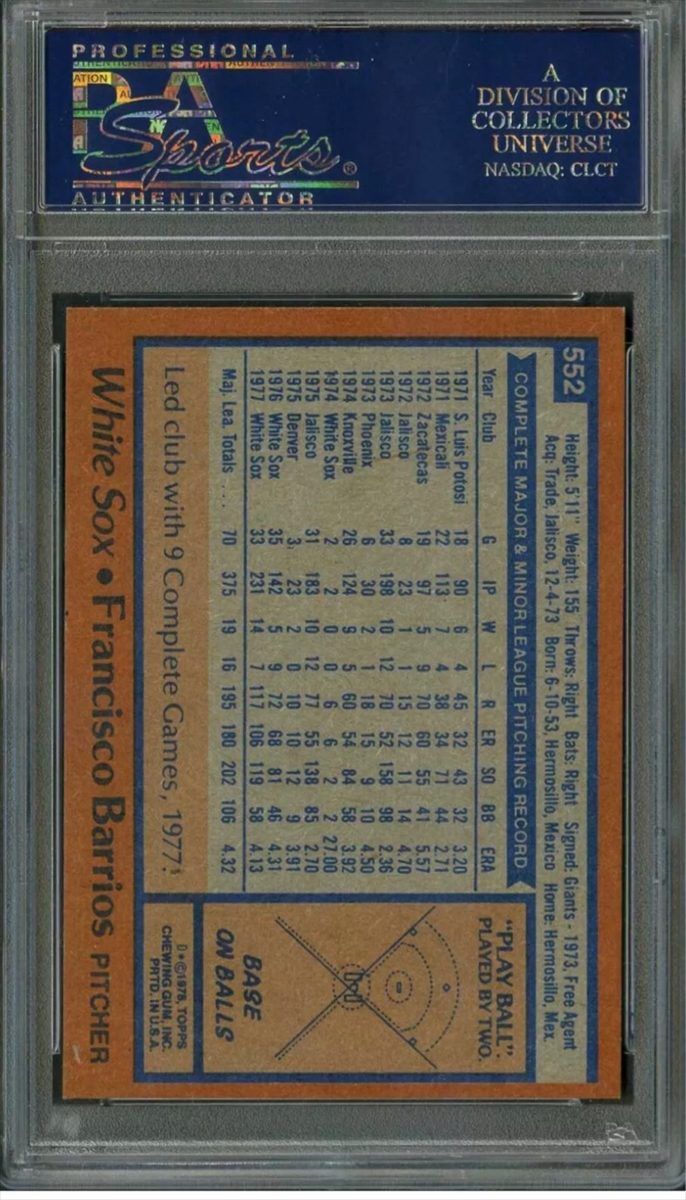 PROFESSIONAL
Sports®
AUTHENTICATOR
A
DIVISION OF
COLLECTORS
UNIVERSE
NASDAQ: CLCT
552
Height: 5'11" Weight: 155 Throws: Right Bats: Right Signed: Giants - 1973, Free Agent
Acq: Trade, Jalisco, 12-4-73 Born: 6-10-53, Hermosillo, Mexico Home: Hermosillo, Mex.
COMPLETE MAJOR & MINOR LEAGUE PITCHING RECORD
Year Club G IP W L R ER SO BB ERA
1971 S. Luis Potosi 18 90 6 4 45 32 43 32 3.20
1971 Mexicali 22 113 7 4 38 34 71 44 2.71
1972 Zacatecas 19 97 5 9 70 60 55 41 5.57
1972 Jalisco 8 23 1 1 15 12 11 14 4.70
1973 Jalisco 33 198 10 12 70 52 158 98 2.36
1973 Phoenix 6 30 2 1 18 15 9 10 4.50
1974 Knoxville 26 124 9 5 60 54 84 58 3.92
1974 White Sox 2 2 0 0 6 6 2 2 27.00
1975 Jalisco 31 183 10 12 77 55 138 85 2.70
1975 Denver 3 23 2 0 10 10 12 9 3.91
1976 White Sox 35 142 5 9 72 68 81 46 4.31
1977 White Sox 33 231 14 7 117 106 119 58 4.13
Maj. Lea. Totals .... 70 375 19 16 195 180 202 106 4.32
Led club with 9 Complete Games, 1977.
"PLAY BALL".
PLAYED BY TWO.
BASE
ON BALLS
D*©1978, TOPPS
CHEWING GUM, INC.
PRTD. IN U.S.A.
White Sox • Francisco Barrios PITCHER